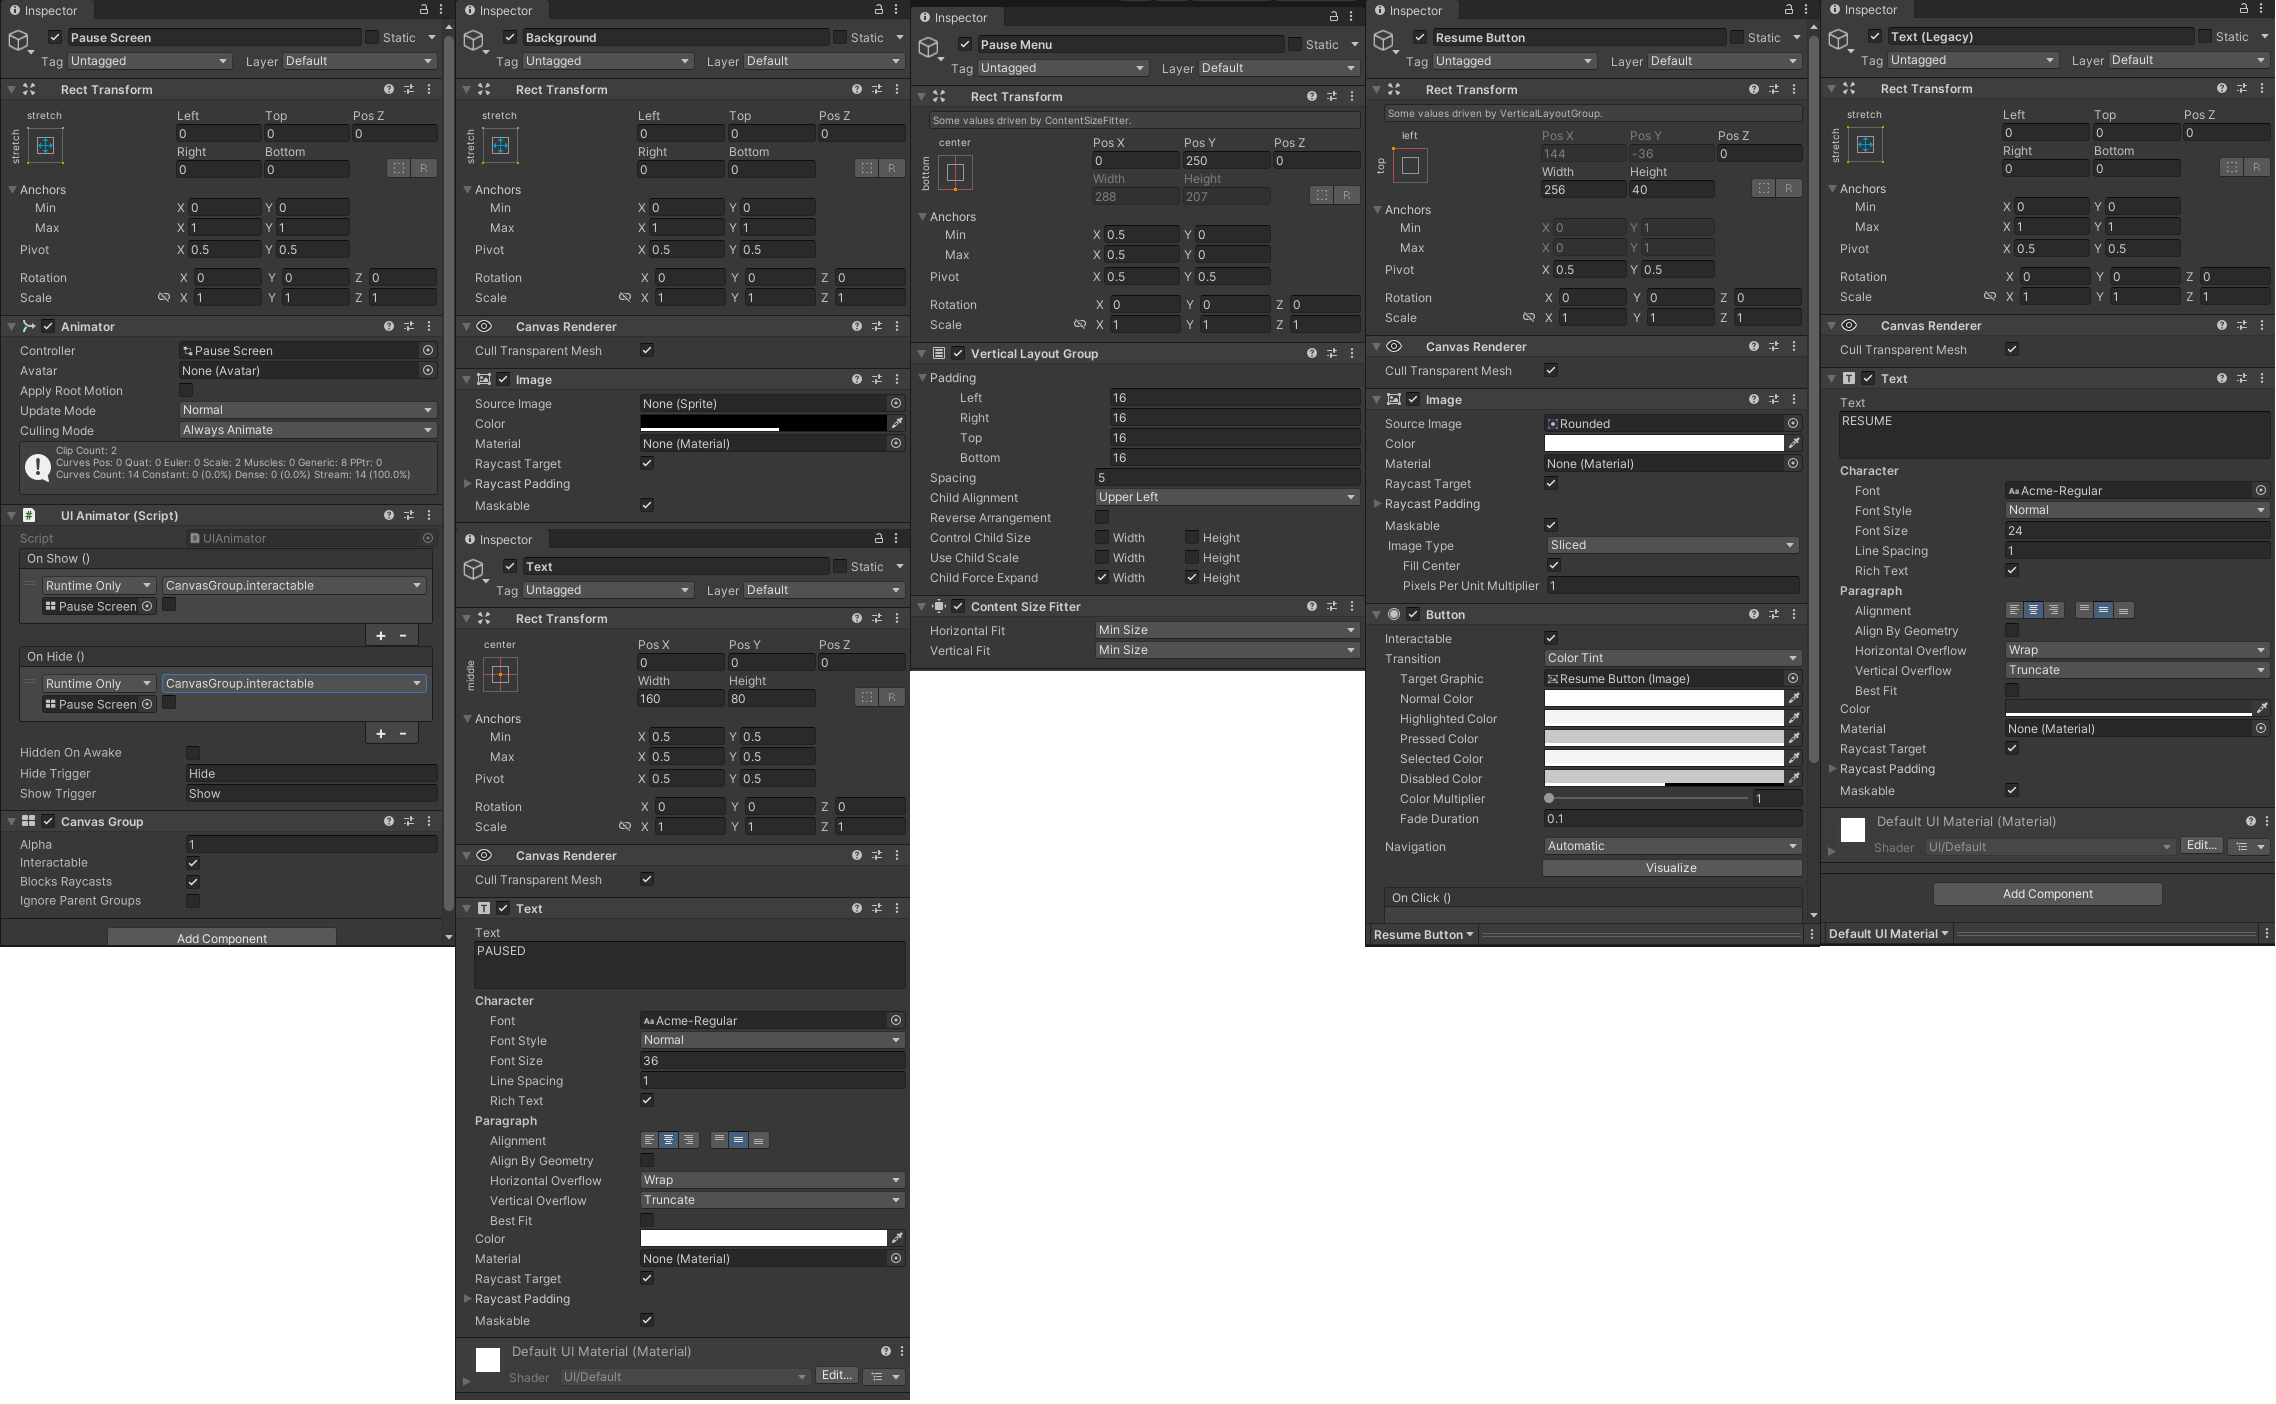 Inspector
Pause Screen
Static
Tag Untagged Layer Default
Rect Transform
stretch
stretch
Left Top Pos Z
0 0 0
Right Bottom
0 0 R
Anchors
Min X 0 Y 0
Max X 1 Y 1
Pivot X 0.5 Y 0.5
Rotation X 0 Y 0 Z 0
Scale X 1 Y 1 Z 1
Animator
Controller Pause Screen
Avatar None (Avatar)
Apply Root Motion
Update Mode Normal
Culling Mode Always Animate
Clip Count: 2
Curves Pos: 0 Quat: 0 Euler: 0 Scale: 2 Muscles: 0 Generic: 8 PPtr: 0
Curves Count: 14 Constant: 0 (0.0%) Dense: 0 (0.0%) Stream: 14 (100.0%)
UI Animator (Script)
Script # UIAnimator
On Show ()
Runtime Only CanvasGroup.interactable
Pause Screen
+ -
On Hide ()
Runtime Only CanvasGroup.interactable
Pause Screen
+ -
Hidden On Awake
Hide Trigger Hide
Show Trigger Show
Canvas Group
Alpha 1
Interactable
Blocks Raycasts
Ignore Parent Groups
Add Component
Inspector
Background
Static
Tag Untagged Layer Default
Rect Transform
stretch
stretch
Left Top Pos Z
0 0 0
Right Bottom
0 0 R
Anchors
Min X 0 Y 0
Max X 1 Y 1
Pivot X 0.5 Y 0.5
Rotation X 0 Y 0 Z 0
Scale X 1 Y 1 Z 1
Canvas Renderer
Cull Transparent Mesh
Image
Source Image None (Sprite)
Color
Material None (Material)
Raycast Target
Raycast Padding
Maskable
Inspector
Text
Static
Tag Untagged Layer Default
Rect Transform
center
middle
Pos X Pos Y Pos Z
0 0 0
Width Height
160 80 R
Anchors
Min X 0.5 Y 0.5
Max X 0.5 Y 0.5
Pivot X 0.5 Y 0.5
Rotation X 0 Y 0 Z 0
Scale X 1 Y 1 Z 1
Canvas Renderer
Cull Transparent Mesh
T Text
Text
PAUSED
Character
Font Aa Acme-Regular
Font Style Normal
Font Size 36
Line Spacing 1
Rich Text
Paragraph
Alignment
Align By Geometry
Horizontal Overflow Wrap
Vertical Overflow Truncate
Best Fit
Color
Material None (Material)
Raycast Target
Raycast Padding
Maskable
Default UI Material (Material)
Shader UI/Default Edit...
Inspector
Pause Menu
Static
Tag Untagged Layer Default
Rect Transform
Some values driven by ContentSizeFitter.
center
bottom
Pos X Pos Y Pos Z
0 250 0
Width Height
288 207 R
Anchors
Min X 0.5 Y 0
Max X 0.5 Y 0
Pivot X 0.5 Y 0.5
Rotation X 0 Y 0 Z 0
Scale X 1 Y 1 Z 1
Vertical Layout Group
Padding
Left 16
Right 16
Top 16
Bottom 16
Spacing 5
Child Alignment Upper Left
Reverse Arrangement
Control Child Size Width Height
Use Child Scale Width Height
Child Force Expand Width Height
Content Size Fitter
Horizontal Fit Min Size
Vertical Fit Min Size
Inspector
Resume Button
Static
Tag Untagged Layer Default
Rect Transform
Some values driven by VerticalLayoutGroup.
left
top
Pos X Pos Y Pos Z
144 -36 0
Width Height
256 40 R
Anchors
Min X 0 Y 1
Max X 0 Y 1
Pivot X 0.5 Y 0.5
Rotation X 0 Y 0 Z 0
Scale X 1 Y 1 Z 1
Canvas Renderer
Cull Transparent Mesh
Image
Source Image Rounded
Color
Material None (Material)
Raycast Target
Raycast Padding
Maskable
Image Type Sliced
Fill Center
Pixels Per Unit Multiplier 1
Button
Interactable
Transition Color Tint
Target Graphic Resume Button (Image)
Normal Color
Highlighted Color
Pressed Color
Selected Color
Disabled Color
Color Multiplier 1
Fade Duration 0.1
Navigation Automatic
Visualize
On Click ()
Resume Button
Inspector
Text (Legacy)
Static
Tag Untagged Layer Default
Rect Transform
stretch
stretch
Left Top Pos Z
0 0 0
Right Bottom
0 0 R
Anchors
Min X 0 Y 0
Max X 1 Y 1
Pivot X 0.5 Y 0.5
Rotation X 0 Y 0 Z 0
Scale X 1 Y 1 Z 1
Canvas Renderer
Cull Transparent Mesh
T Text
Text
RESUME
Character
Font Aa Acme-Regular
Font Style Normal
Font Size 24
Line Spacing 1
Rich Text
Paragraph
Alignment
Align By Geometry
Horizontal Overflow Wrap
Vertical Overflow Truncate
Best Fit
Color
Material None (Material)
Raycast Target
Raycast Padding
Maskable
Default UI Material (Material)
Shader UI/Default Edit...
Add Component
Default UI Material